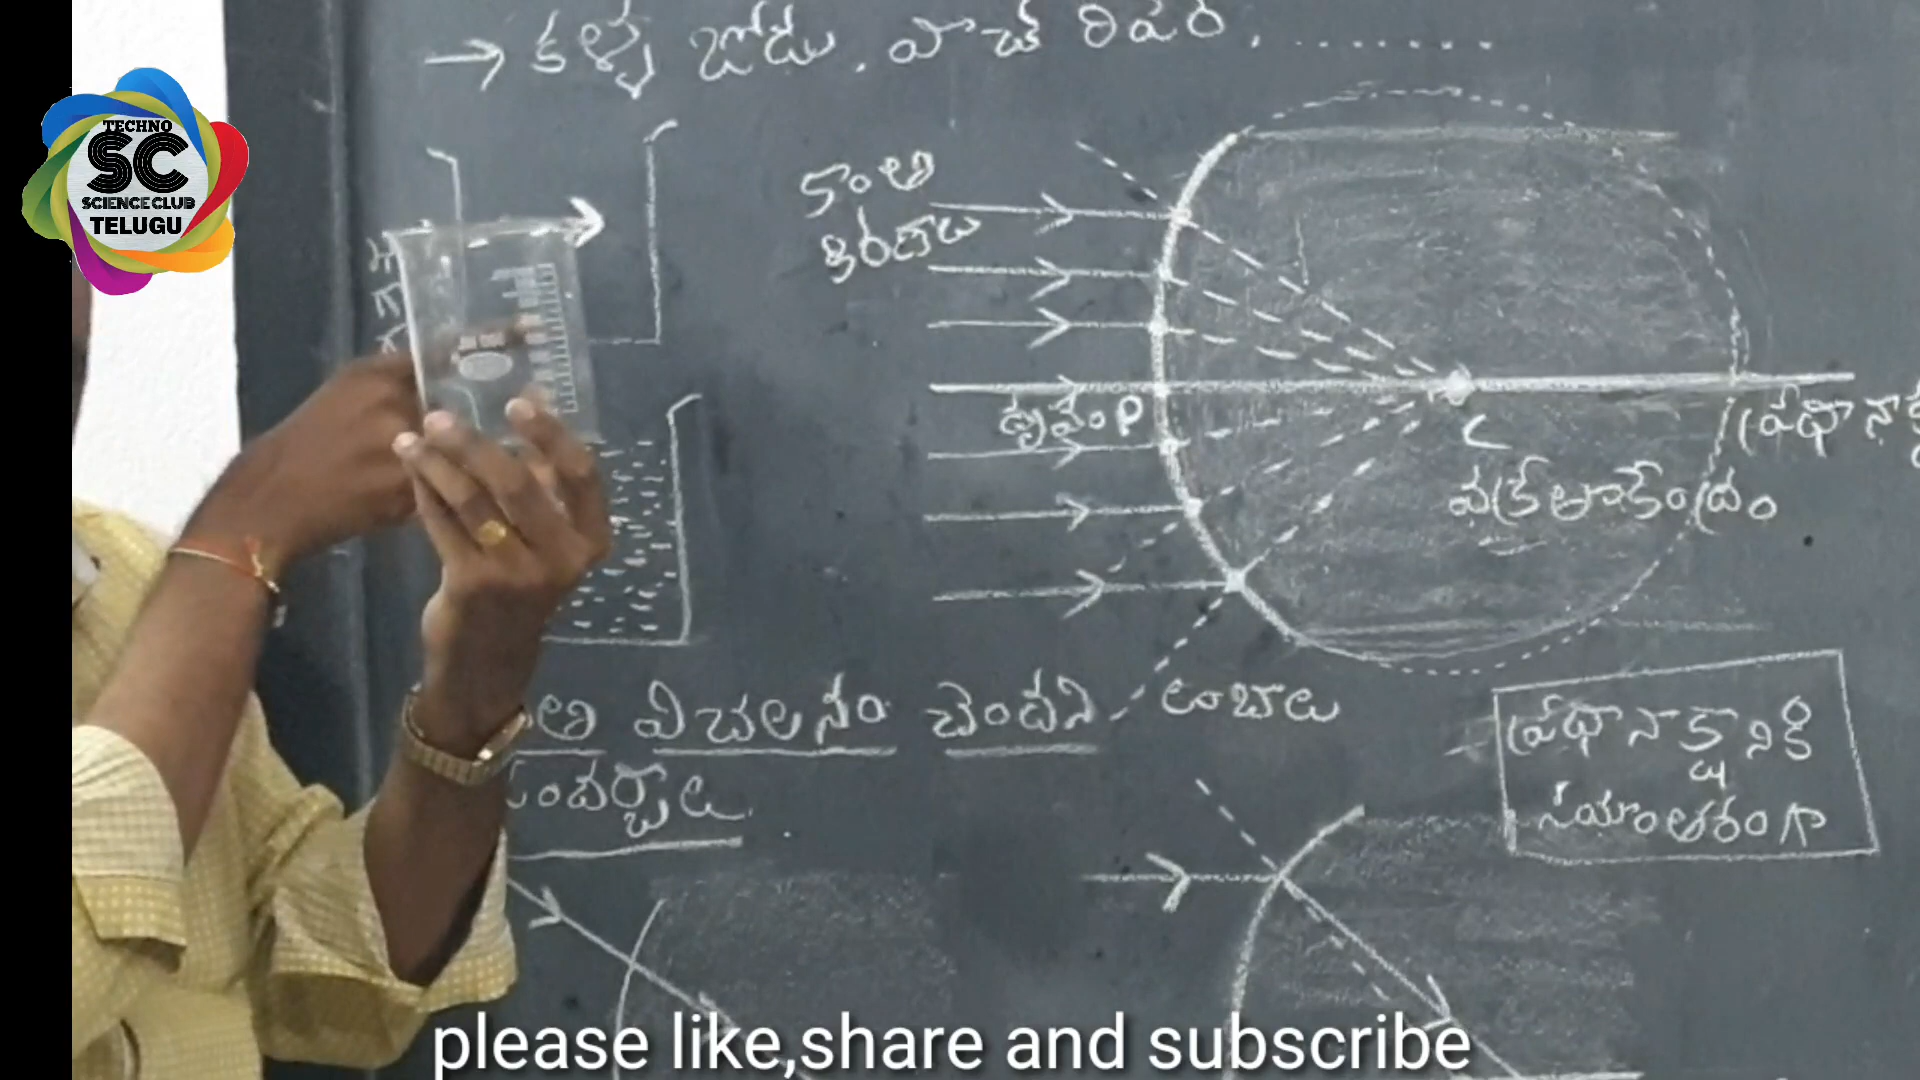 → కళ్ళ జోడు, వాచ్ రిపేర్, .........
TECHNO
SC
SCIENCE CLUB
TELUGU
కాంతి
కిరణాలు
ధృవం P
C
ప్రధానాక్ష
వక్రతాకేంద్రం
తి విచలనం చెందని
లంబాలు
సందర్భాలు
ప్రధానాక్షానికి
సమాంతరంగా
please like,share and subscribe